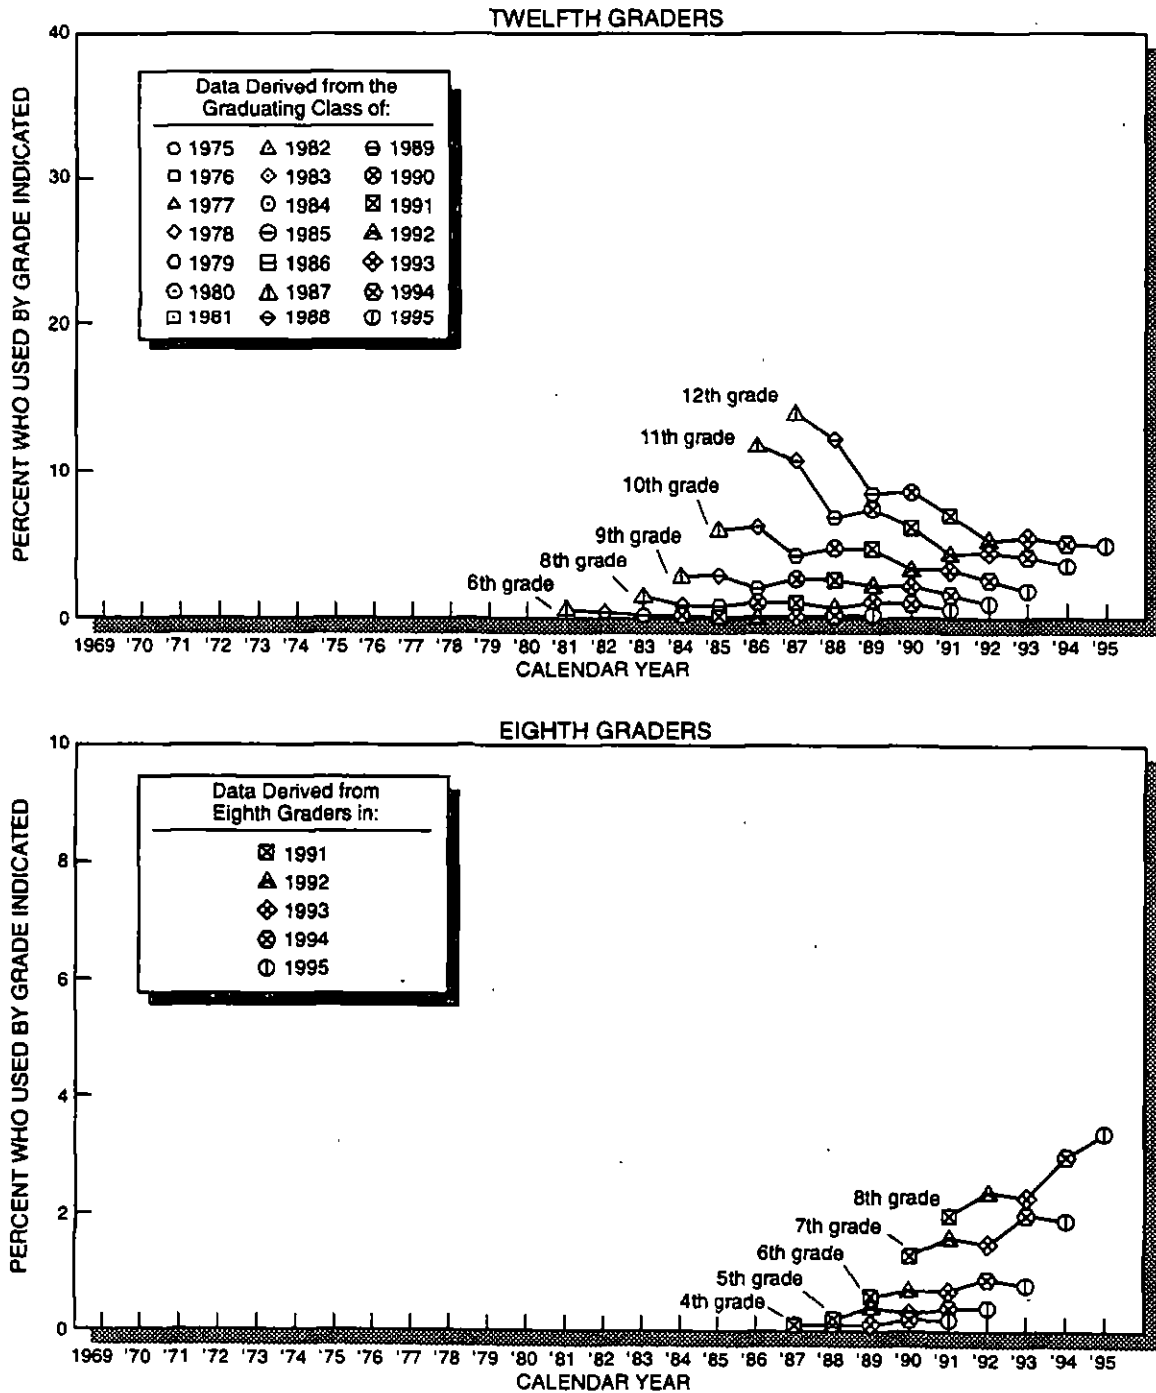 TWELFTH GRADERS
PERCENT WHO USED BY GRADE INDICATED
40
30
20
10
0
Data Derived from the
Graduating Class of:
1975 1982 1989
1976 1983 1990
1977 1984 1991
1978 1985 1992
1979 1986 1993
1980 1987 1994
1981 1988 1995
12th grade
11th grade
10th grade
9th grade
8th grade
6th grade
1969 '70 '71 '72 '73 '74 '75 '76 '77 '78 '79 '80 '81 '82 '83 '84 '85 '86 '87 '88 '89 '90 '91 '92 '93 '94 '95
CALENDAR YEAR
EIGHTH GRADERS
PERCENT WHO USED BY GRADE INDICATED
10
8
6
4
2
0
Data Derived from
Eighth Graders in:
1991
1992
1993
1994
1995
8th grade
7th grade
6th grade
5th grade
4th grade
1969 '70 '71 '72 '73 '74 '75 '76 '77 '78 '79 '80 '81 '82 '83 '84 '85 '86 '87 '88 '89 '90 '91 '92 '93 '94 '95
CALENDAR YEAR